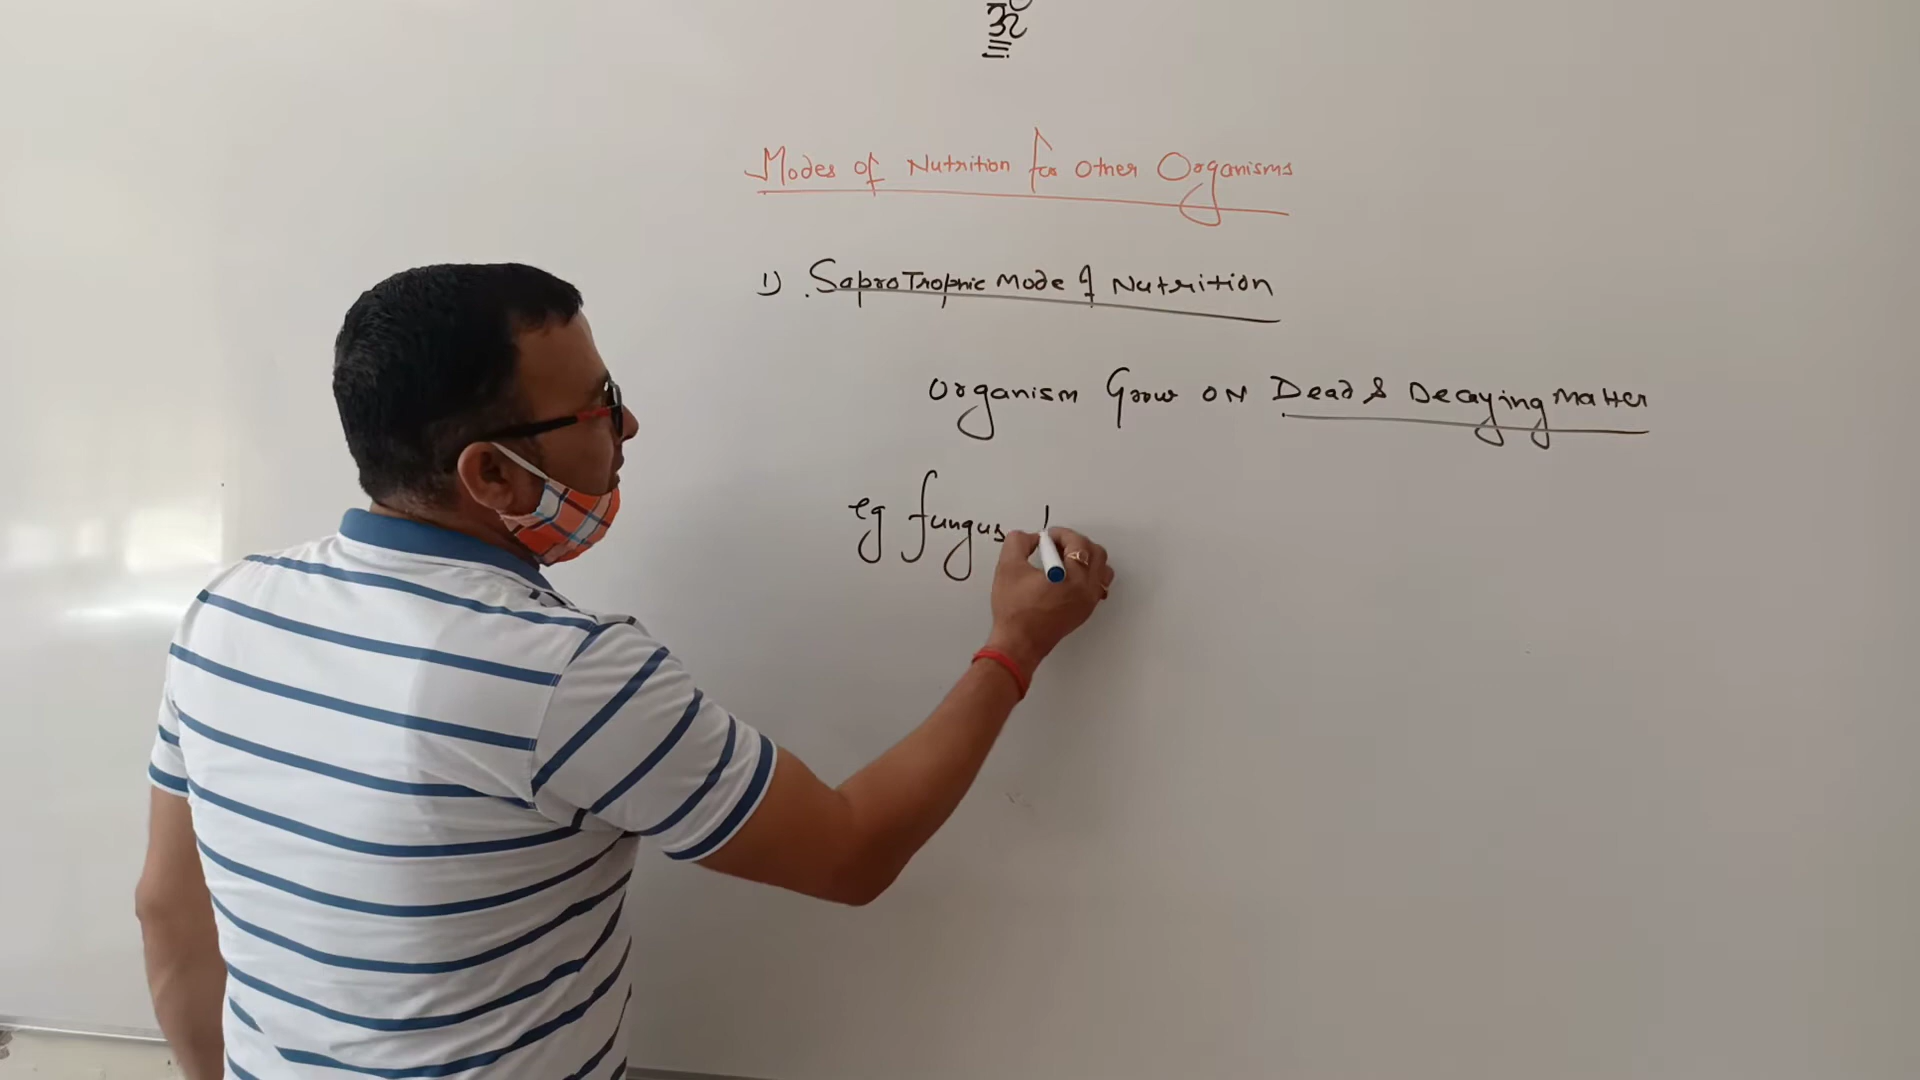 ॐ
Modes of Nutrition for Other Organisms
1) Saprotrophic Mode of Nutrition
Organism Grow on Dead & Decaying Matter
eg fungus